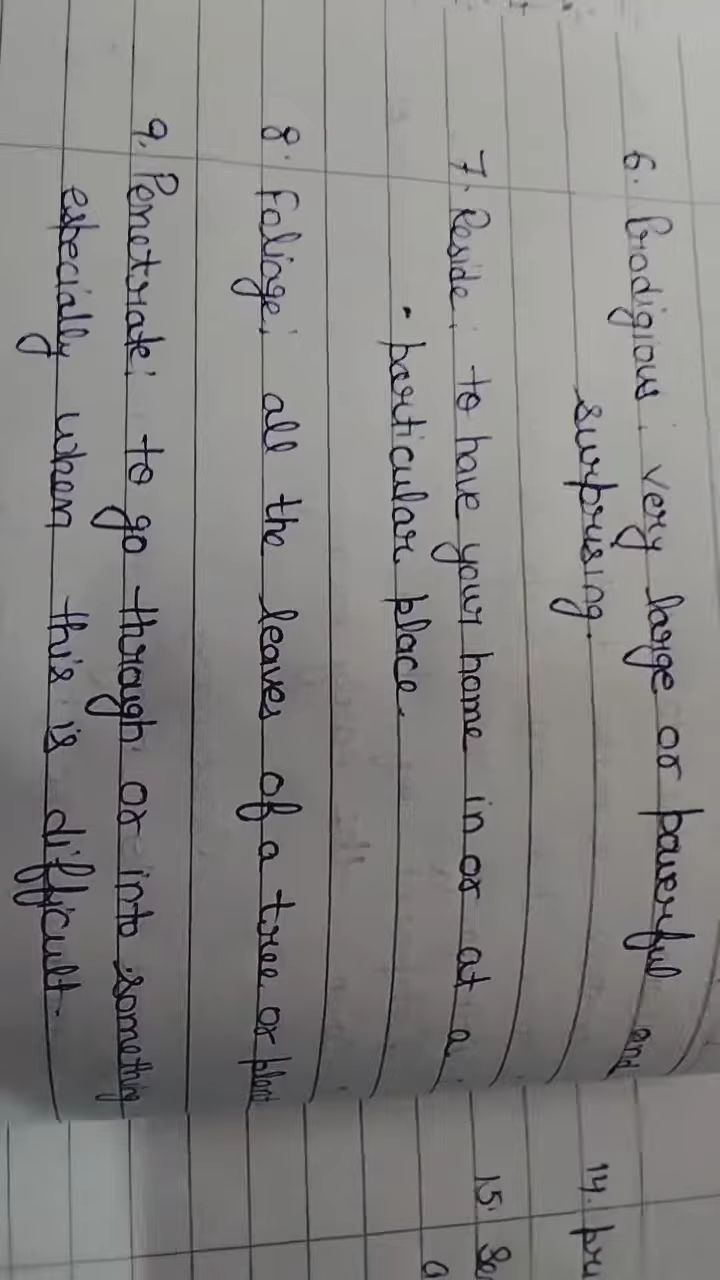 6. Prodigious: very large or powerful and
surprising.
7. Reside: to have your home in or at a
particular place.
8. Foliage: all the leaves of a tree or plant
9. Penetrate: to go through or into something
especially when this is difficult.
14. pri
15. Se
a